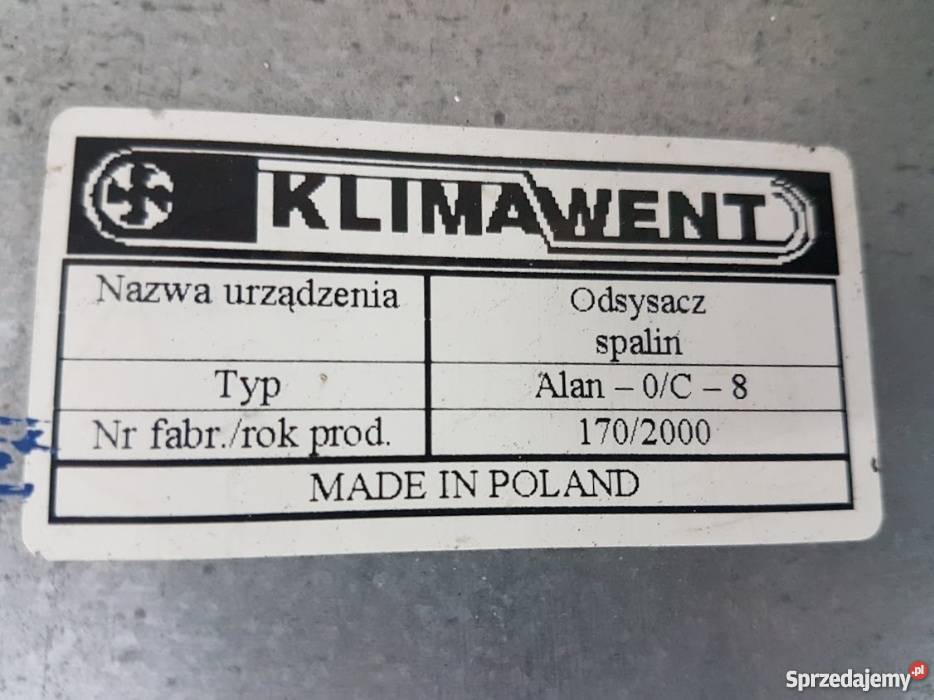 KLIMAWENT
Nazwa urządzenia
Odsysacz
spalin
Typ
Alan – 0/C – 8
Nr fabr./rok prod.
170/2000
MADE IN POLAND
Sprzedajemy.pl